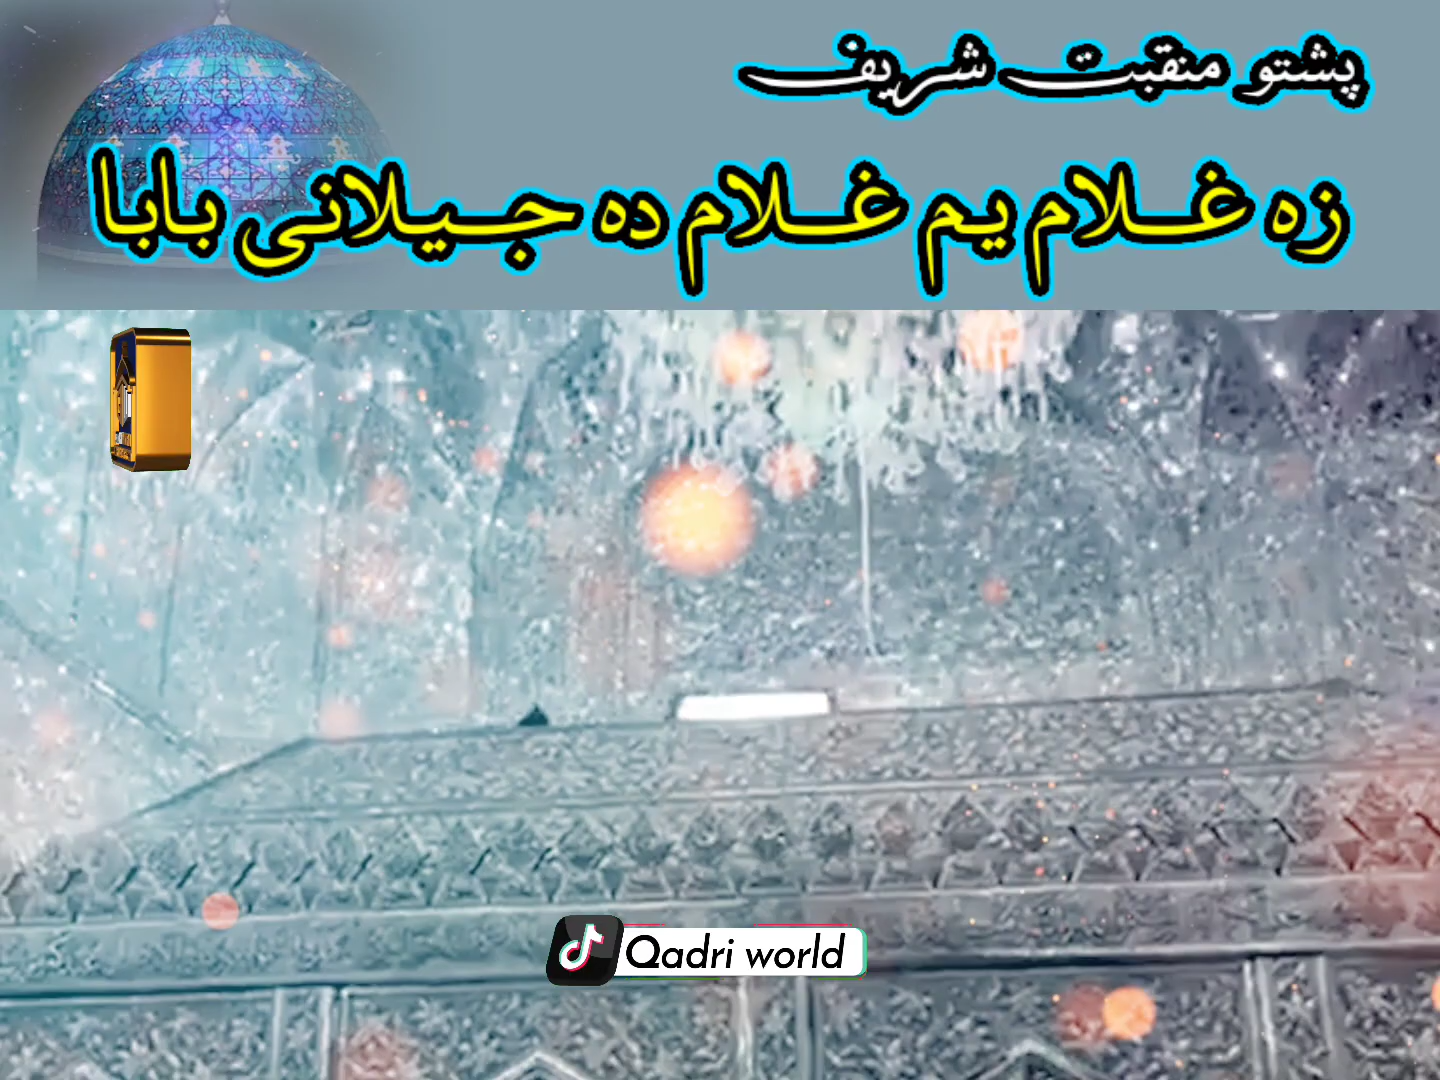 پشتو منقبت شریف
زه غلام یم غلام ده جیلانی بابا
Qadri world